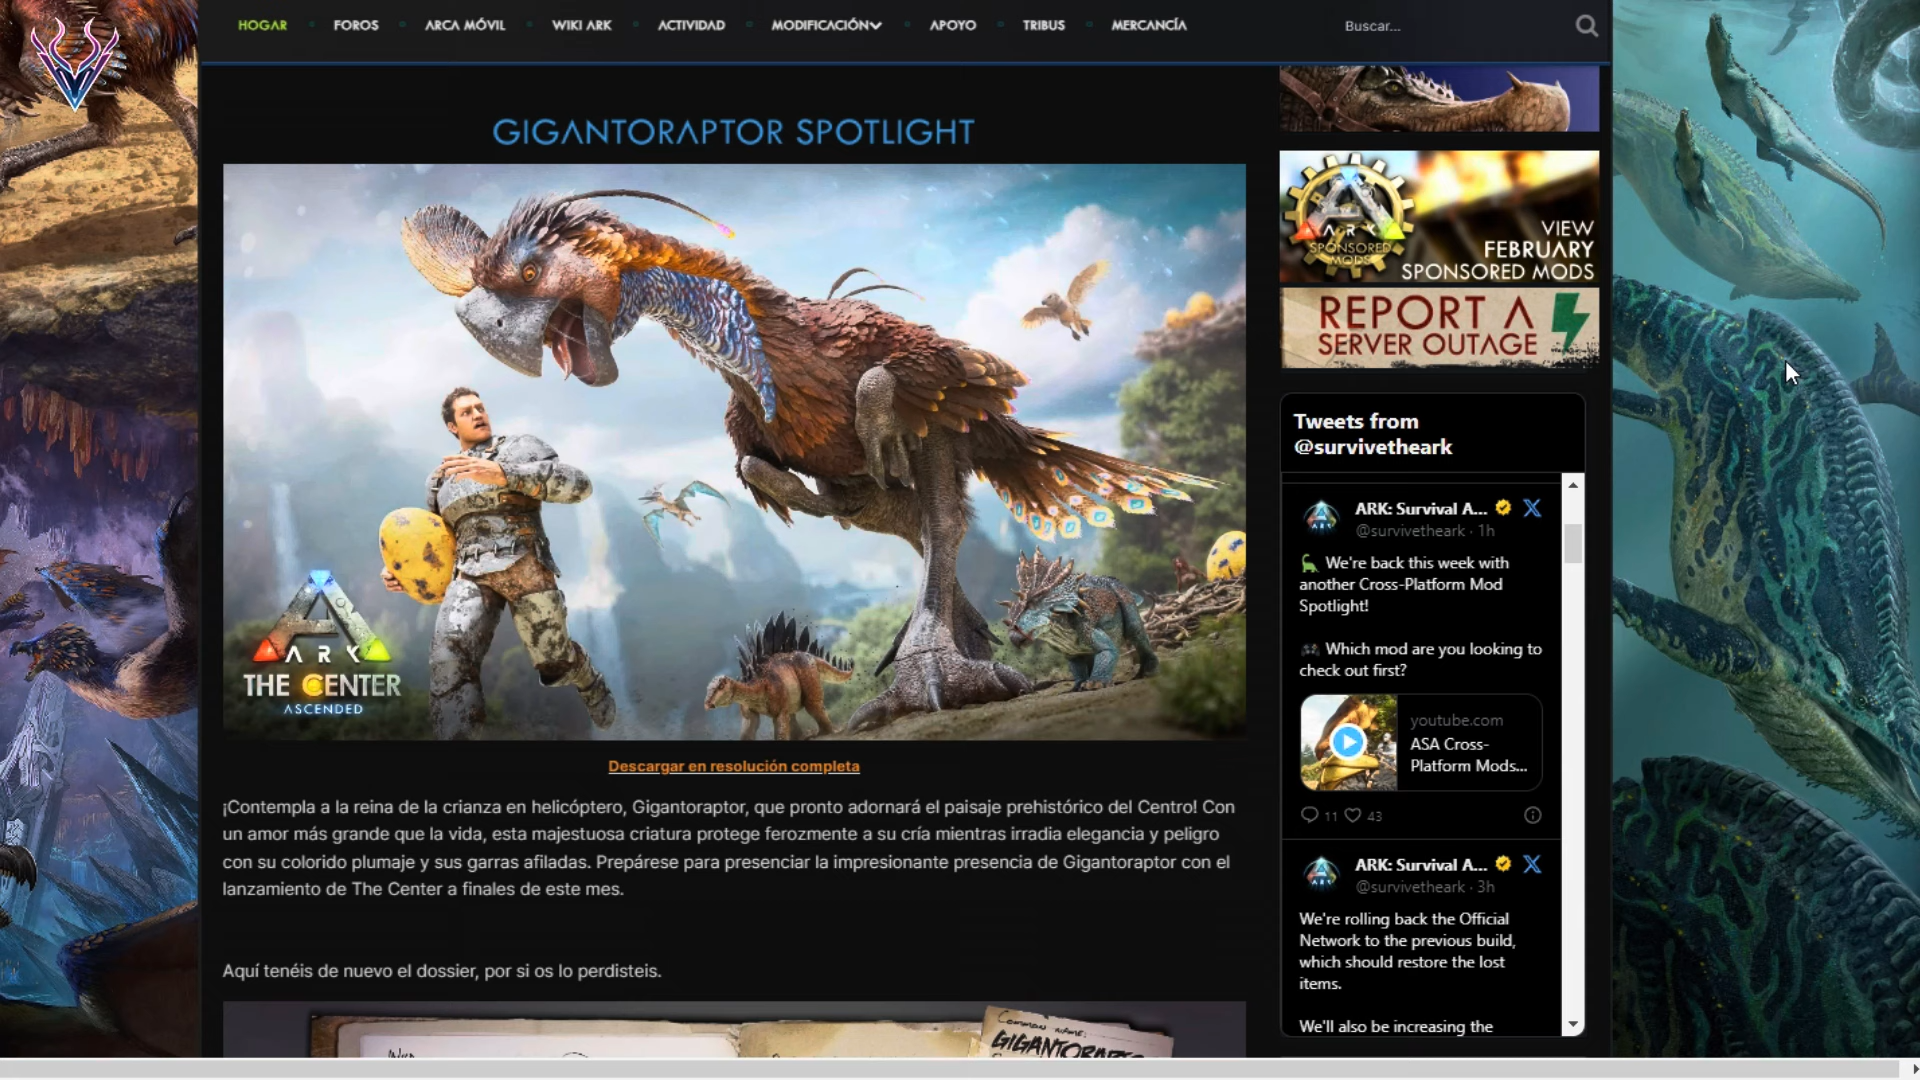 HOGAR
FOROS
ARCA MÓVIL
WIKI ARK
ACTIVIDAD
MODIFICACIÓN
APOYO
TRIBUS
MERCANCÍA
Buscar...
GIGANTORAPTOR SPOTLIGHT
ARK
THE CENTER
ASCENDED
Descargar en resolución completa
¡Contempla a la reina de la crianza en helicóptero, Gigantoraptor, que pronto adornará el paisaje prehistórico del Centro! Con
un amor más grande que la vida, esta majestuosa criatura protege ferozmente a su cría mientras irradia elegancia y peligro
con su colorido plumaje y sus garras afiladas. Prepárese para presenciar la impresionante presencia de Gigantoraptor con el
lanzamiento de The Center a finales de este mes.
Aquí tenéis de nuevo el dossier, por si os lo perdisteis.
COMMON NAME:
ARK
SPONSORED
MODS
VIEW
FEBRUARY
SPONSORED MODS
REPORT A
SERVER OUTAGE
Tweets from
@survivetheark
ARK: Survival A...
@survivetheark · 1h
We're back this week with
another Cross-Platform Mod
Spotlight!
Which mod are you looking to
check out first?
youtube.com
ASA Cross-
Platform Mods...
11 43
ARK: Survival A...
@survivetheark · 3h
We're rolling back the Official
Network to the previous build,
which should restore the lost
items.
We'll also be increasing the